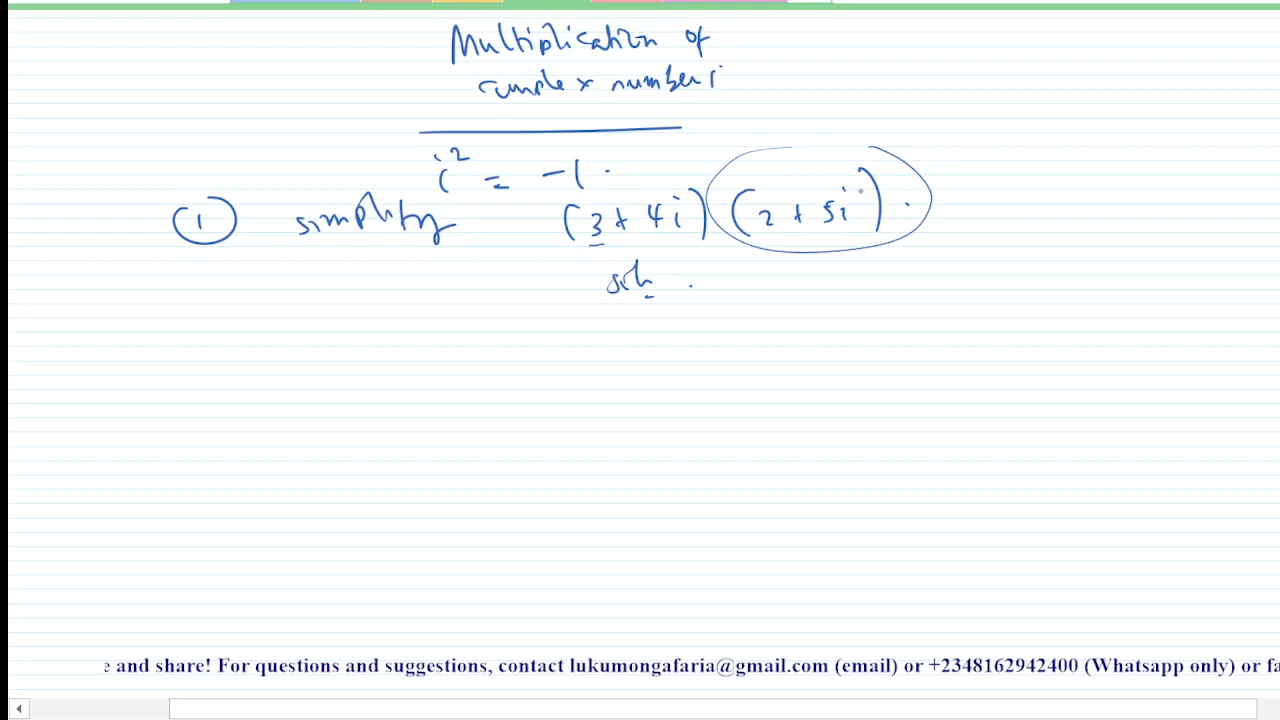 Multiplication of
complex numbers
i² = -1.
① simplify (3 + 4i) (2 + 5i).
soln.
e and share! For questions and suggestions, contact lukumongafaria@gmail.com (email) or +2348162942400 (Whatsapp only) or fa